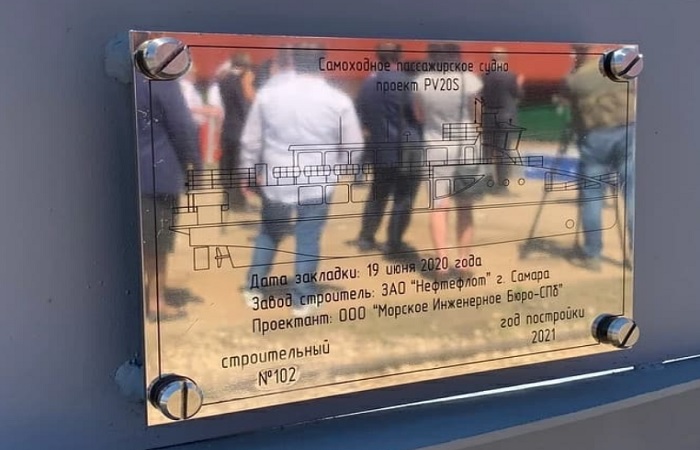 Самоходное пассажирское судно
проект PV20S
Дата закладки: 19 июня 2020 года
Завод строитель: ЗАО "Нефтефлот" г. Самара
Проектант: ООО "Морское Инженерное Бюро-СПб"
строительный
№102
год постройки
2021